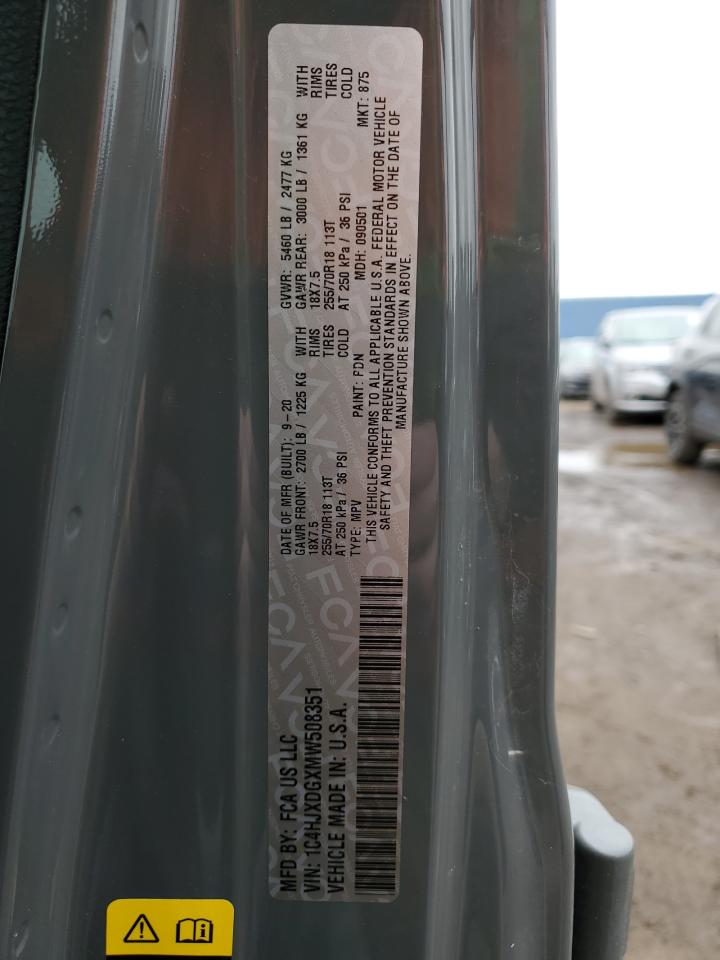 MFD BY: FCA US LLC
DATE OF MFR (BUILT): 9-20
GVWR: 5460 LB / 2477 KG
GAWR FRONT: 2700 LB / 1225 KG WITH
GAWR REAR: 3000 LB / 1361 KG WITH
18X7.5 RIMS
18X7.5 RIMS
255/70R18 113T TIRES
255/70R18 113T TIRES
AT 250 kPa / 36 PSI COLD
AT 250 kPa / 36 PSI COLD
VIN: 1C4HJXDGXMW508351
TYPE: MPV PAINT: FDN MDH: 090501 MKT: 875
VEHICLE MADE IN: U.S.A.
THIS VEHICLE CONFORMS TO ALL APPLICABLE U.S.A. FEDERAL MOTOR VEHICLE
SAFETY AND THEFT PREVENTION STANDARDS IN EFFECT ON THE DATE OF
MANUFACTURE SHOWN ABOVE.